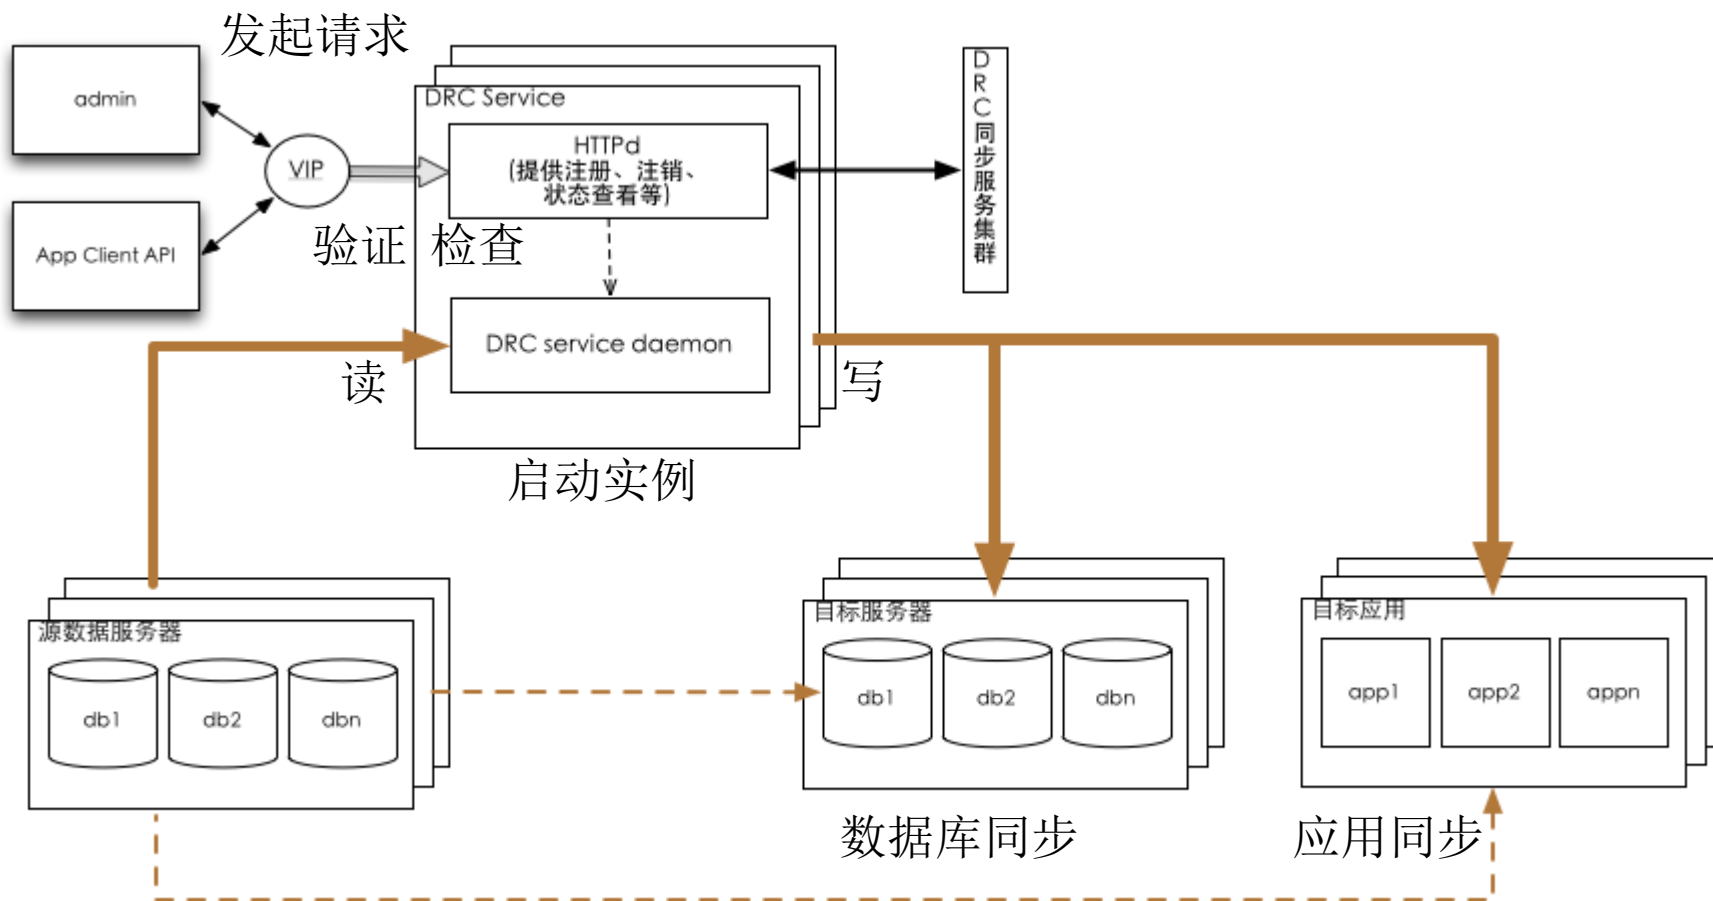 发起请求
admin
App Client API
VIP
验证 检查
DRC Service
HTTPd
(提供注册、注销、
状态查看等)
DRC同步服务集群
DRC service daemon
读
写
启动实例
源数据服务器
db1
db2
dbn
目标服务器
db1
db2
dbn
目标应用
app1
app2
appn
数据库同步
应用同步